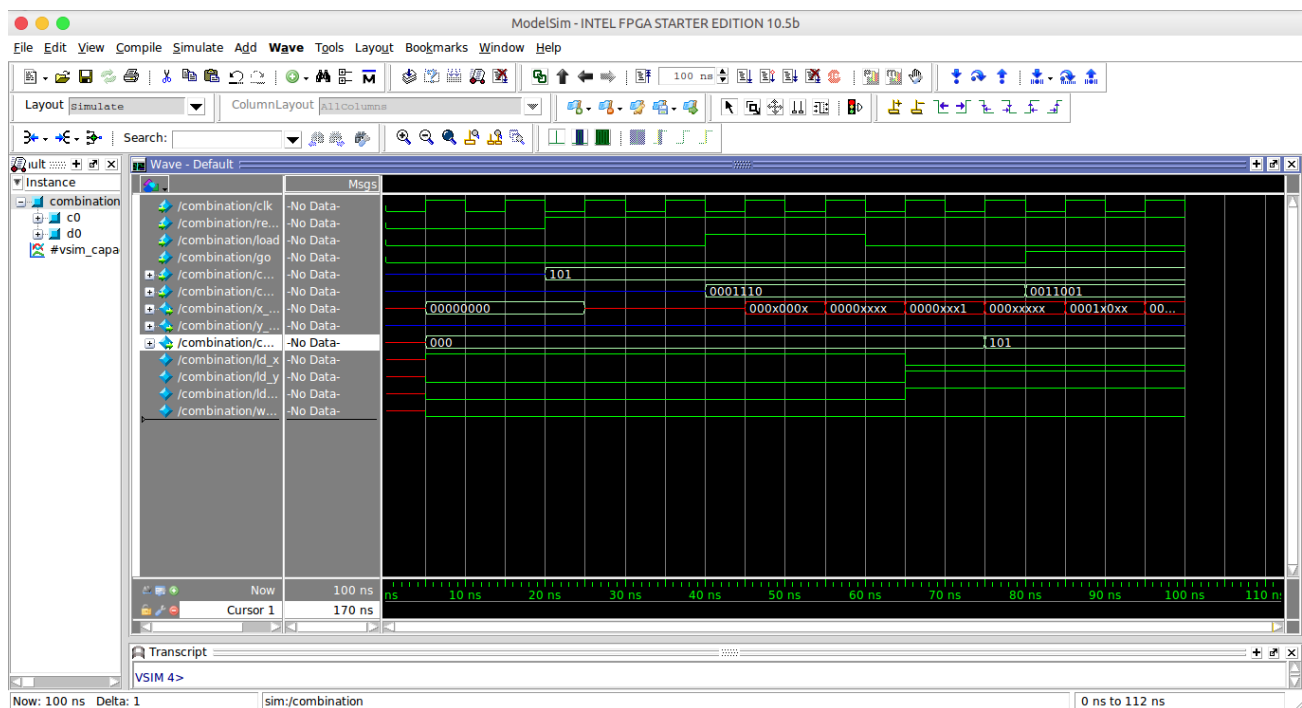 ModelSim - INTEL FPGA STARTER EDITION 10.5b
File Edit View Compile Simulate Add Wave Tools Layout Bookmarks Window Help
100 ns
Layout Simulate ColumnLayout AllColumns
Search:
ult
Wave - Default
Instance
Msgs
combination
c0
d0
#vsim_capa
/combination/clk -No Data-
/combination/re... -No Data-
/combination/load -No Data-
/combination/go -No Data-
/combination/c... -No Data- 101
/combination/c... -No Data- 0001110 0011001
/combination/x_... -No Data- 00000000 000x000x 0000xxxx 0000xxx1 000xxxxx 0001x0xx 00...
/combination/y_... -No Data-
/combination/c... -No Data- 000 101
/combination/ld_x -No Data-
/combination/ld_y -No Data-
/combination/ld... -No Data-
/combination/w... -No Data-
Now 100 ns
ns 10 ns 20 ns 30 ns 40 ns 50 ns 60 ns 70 ns 80 ns 90 ns 100 ns 110 n
Cursor 1 170 ns
Transcript
VSIM 4>
Now: 100 ns Delta: 1 sim:/combination 0 ns to 112 ns